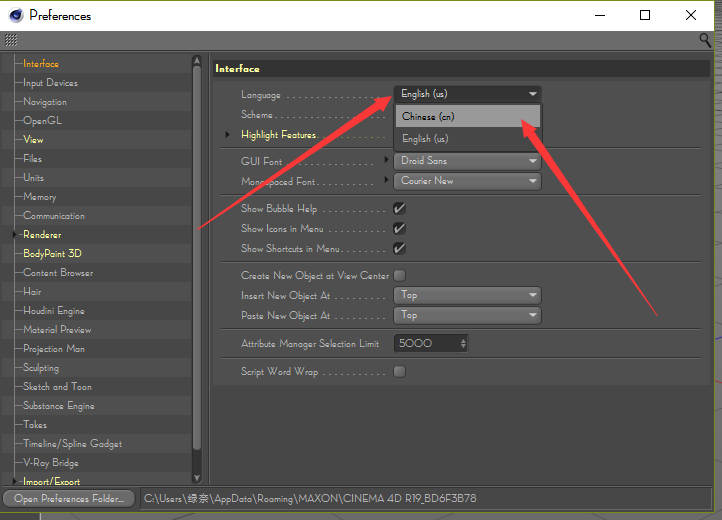 Preferences
Interface
Input Devices
Navigation
OpenGL
View
Files
Units
Memory
Communication
Renderer
BodyPaint 3D
Content Browser
Hair
Houdini Engine
Material Preview
Projection Man
Sculpting
Sketch and Toon
Substance Engine
Takes
Timeline/Spline Gadget
V-Ray Bridge
Import/Export
Interface
Language English (us)
Chinese (cn)
English (us)
Scheme
Highlight Features
GUI Font Droid Sans
Monospaced Font Courier New
Show Bubble Help
Show Icons in Menu
Show Shortcuts in Menu
Create New Object at View Center
Insert New Object At Top
Paste New Object At Top
Attribute Manager Selection Limit 5000
Script Word Wrap
Open Preferences Folder... C:\Users\绿奈\AppData\Roaming\MAXON\CINEMA 4D R19_BD6F3B78